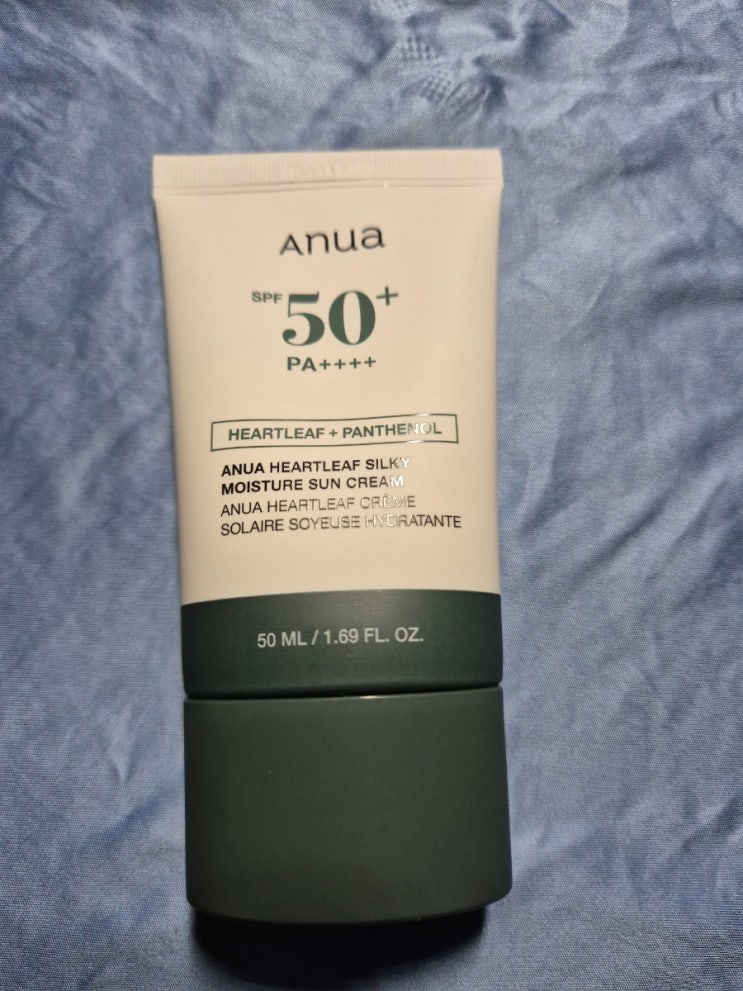 Anua
SPF 50+
PA++++
HEARTLEAF + PANTHENOL
ANUA HEARTLEAF SILKY
MOISTURE SUN CREAM
ANUA HEARTLEAF CRÈME
SOLAIRE SOYEUSE HYDRATANTE
50 ML / 1.69 FL. OZ.